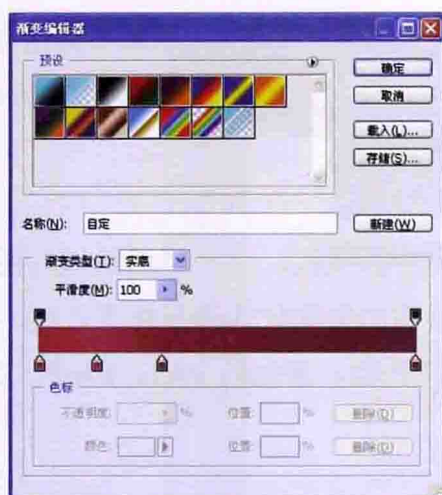 渐变编辑器
预设
确定
取消
载入(L)...
存储(S)...
名称(N): 自定
新建(W)
渐变类型(T): 实底
平滑度(M): 100 %
色标
不透明度: % 位置: % 删除(D)
颜色: 位置: % 删除(D)